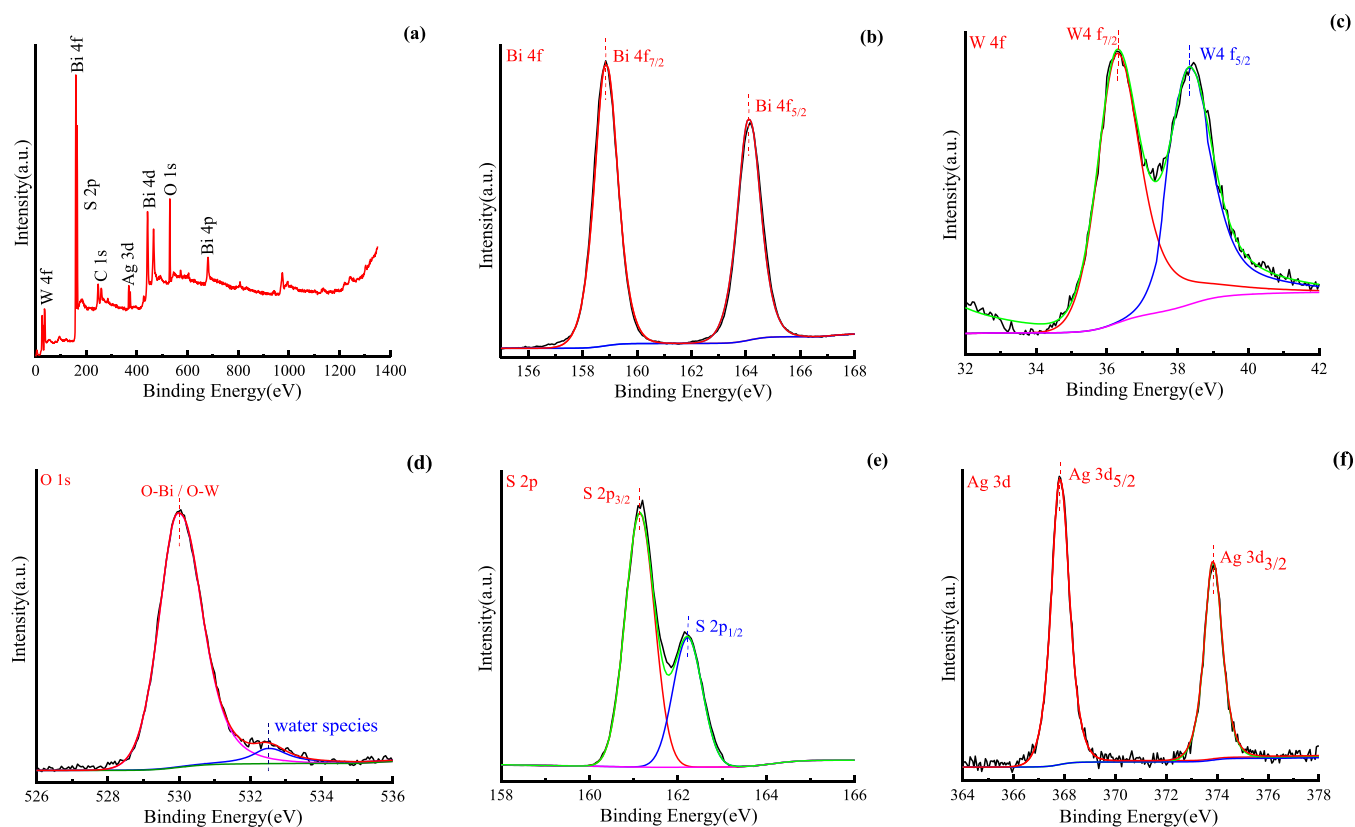 (a)
Bi 4f
S 2p
W 4f
C 1s
Ag 3d
Bi 4d
O 1s
Bi 4p
Intensity(a.u.)
0 200 400 600 800 1000 1200 1400
Binding Energy(eV)
(b)
Bi 4f
Bi 4f7/2
Bi 4f5/2
Intensity(a.u.)
156 158 160 162 164 166 168
Binding Energy(eV)
(c)
W 4f
W4 f7/2
W4 f5/2
Intensity(a.u.)
32 34 36 38 40 42
Binding Energy(eV)
(d)
O 1s
O-Bi / O-W
water species
Intensity(a.u.)
526 528 530 532 534 536
Binding Energy(eV)
(e)
S 2p
S 2p3/2
S 2p1/2
Intensity(a.u.)
158 160 162 164 166
Binding Energy(eV)
(f)
Ag 3d
Ag 3d5/2
Ag 3d3/2
Intensity(a.u.)
364 366 368 370 372 374 376 378
Binding Energy(eV)